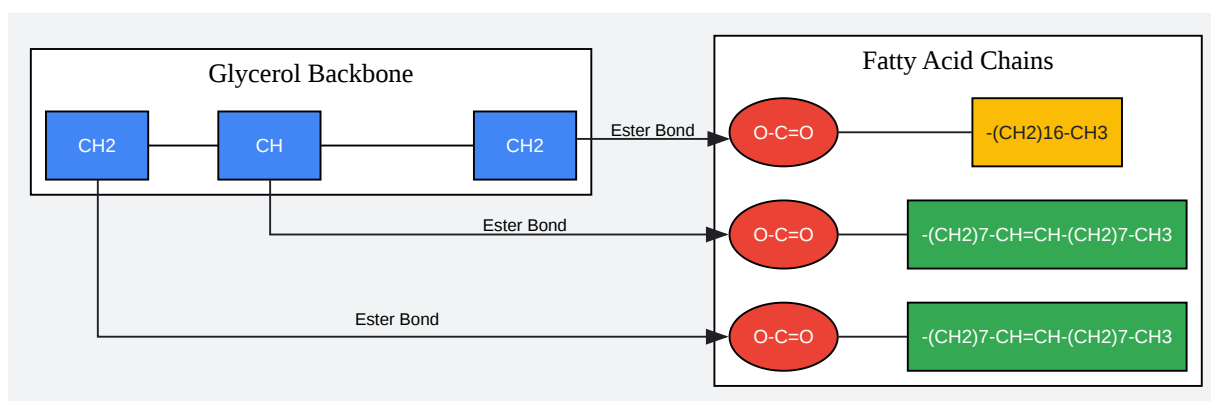 Glycerol Backbone
CH2
CH
CH2
Ester Bond
Ester Bond
Ester Bond
Fatty Acid Chains
O-C=O
-(CH2)16-CH3
O-C=O
-(CH2)7-CH=CH-(CH2)7-CH3
O-C=O
-(CH2)7-CH=CH-(CH2)7-CH3